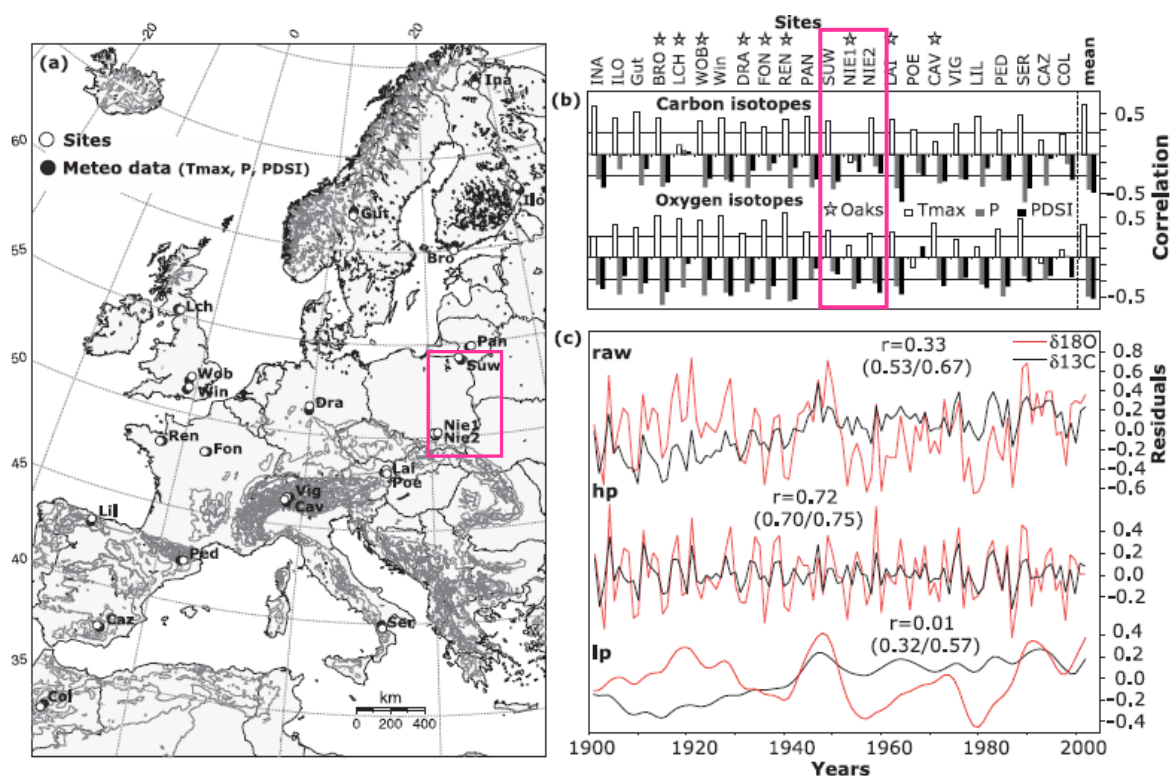 -20
0
20
40
(a)
60
55
50
45
40
35
Sites
Meteo data (Tmax, P, PDSI)
Ina
Ilo
Gut
Bro
Lch
Pan
Suw
Wob
Win
Dra
Nie1
Nie2
Ren
Fon
Lai
Poe
Vig
Cav
Lil
Ped
Caz
Ser
Col
km
0 200 400
-10
0
10
20
Sites
INA
ILO
Gut
BRO
LCH
WOB
Win
DRA
FON
REN
PAN
SUW
NIE1
NIE2
LAI
POE
CAV
VIG
LIL
PED
SER
CAZ
COL
mean
(b)
Carbon isotopes
0.5
-0.5
Oxygen isotopes
☆Oaks Tmax P PDSI
0.5
-0.5
Correlation
(c)
raw
r=0.33
(0.53/0.67)
δ18O
δ13C
0.8
0.6
0.4
0.2
0.0
-0.2
-0.4
-0.6
hp
r=0.72
(0.70/0.75)
0.4
0.2
0.0
-0.2
lp
r=0.01
(0.32/0.57)
0.4
0.2
0.0
-0.2
-0.4
Residuals
1900 1920 1940 1960 1980 2000
Years